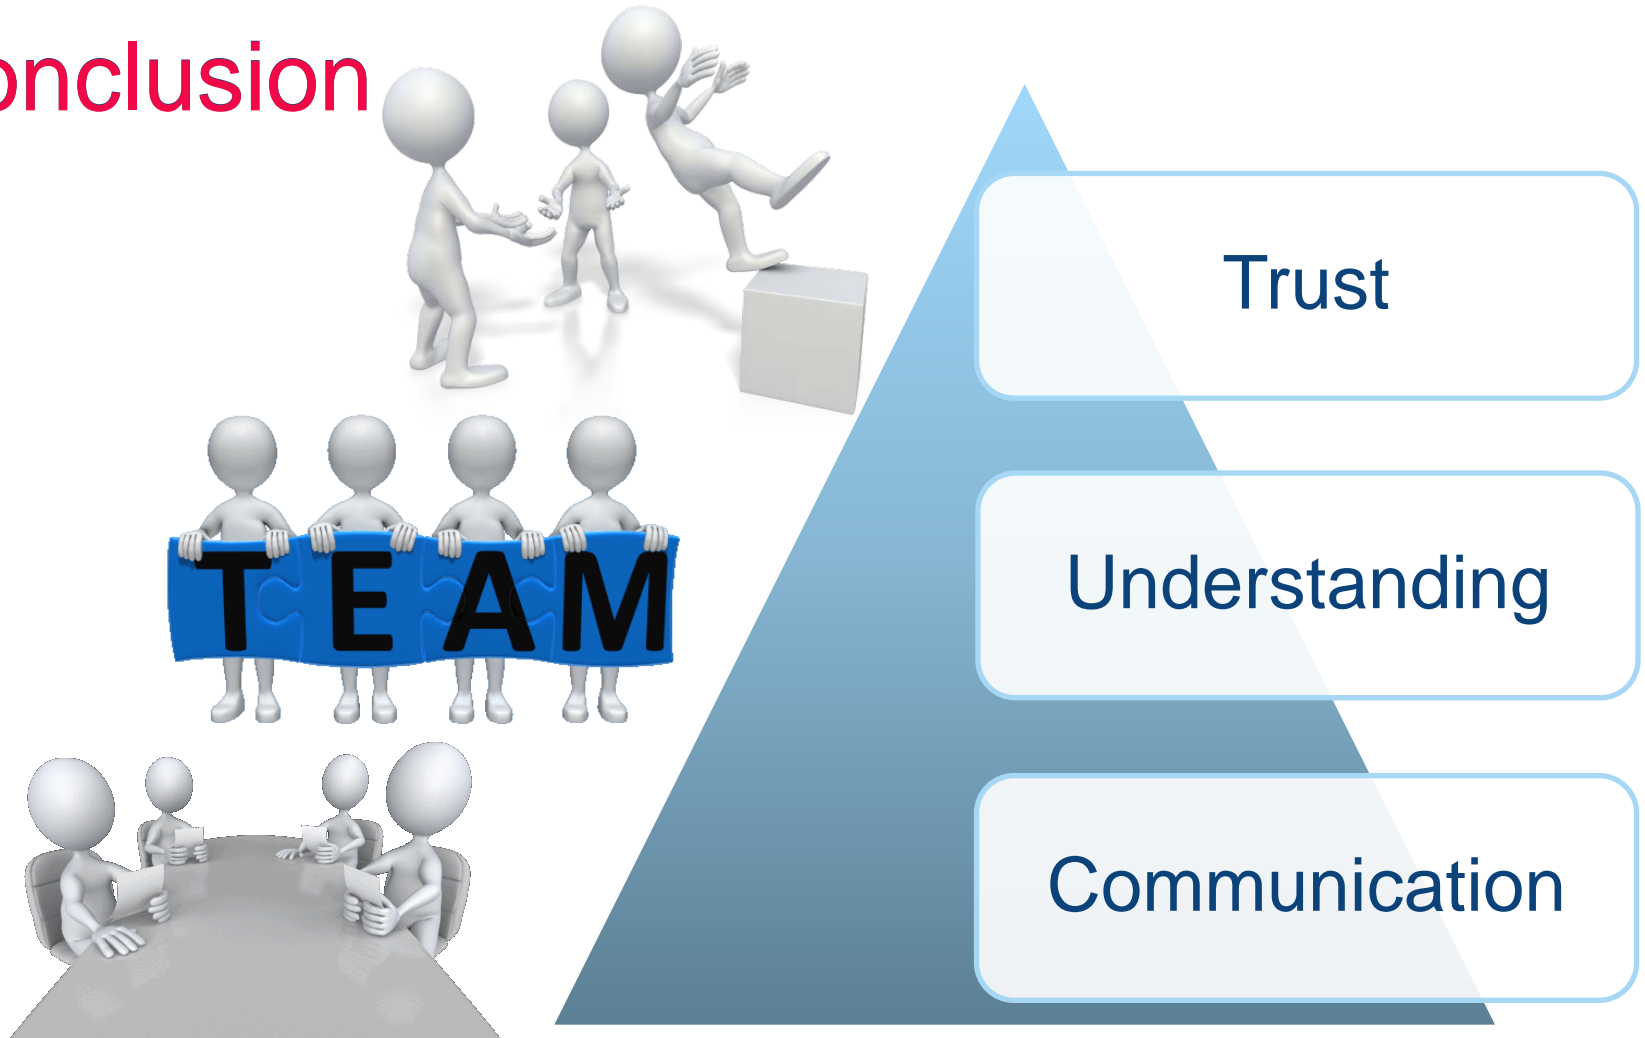 onclusion
Trust
TEAM
Understanding
Communication